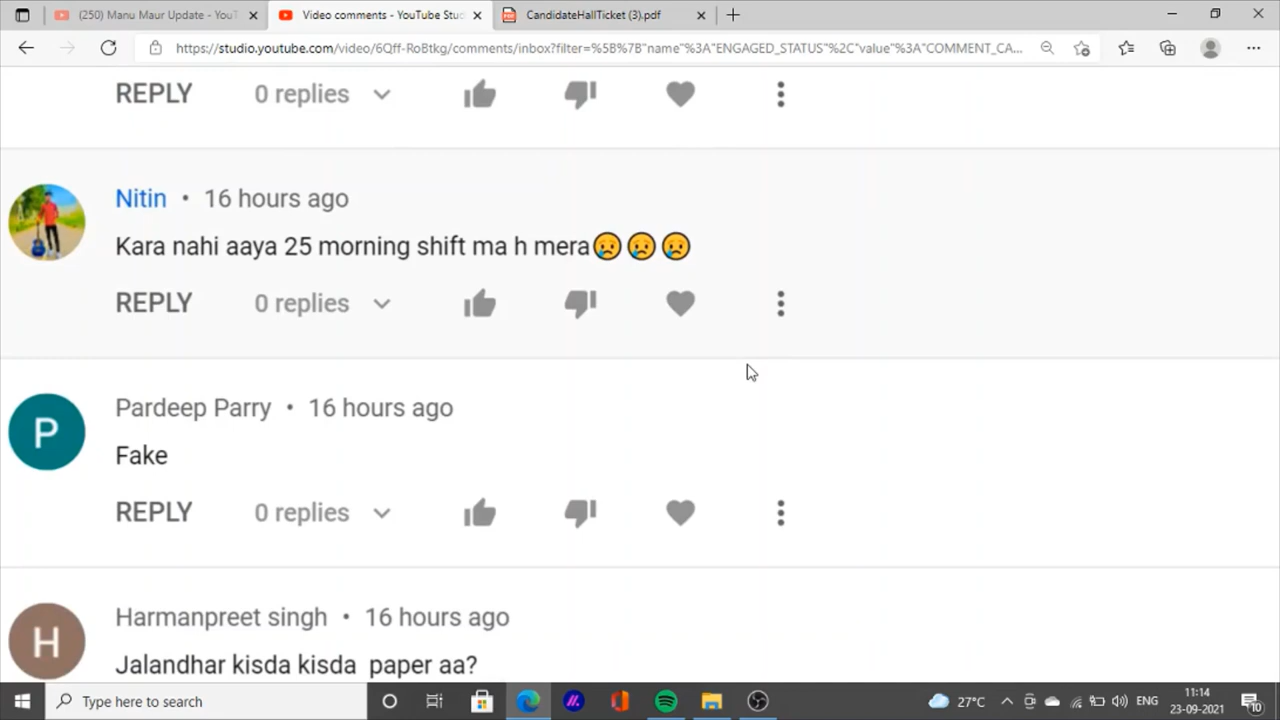 (250) Manu Maur Update - YouT
Video comments - YouTube Stud
CandidateHallTicket (3).pdf
https://studio.youtube.com/video/6Qff-RoBtkg/comments/inbox?filter=%5B%7B"name"%3A"ENGAGED_STATUS"%2C"value"%3A"COMMENT_CA...
REPLY 0 replies
Nitin • 16 hours ago
Kara nahi aaya 25 morning shift ma h mera😥😥😥
REPLY 0 replies
P
Pardeep Parry • 16 hours ago
Fake
REPLY 0 replies
H
Harmanpreet singh • 16 hours ago
Jalandhar kisda kisda paper aa?
Type here to search
27°C
ENG
11:14
23-09-2021
10